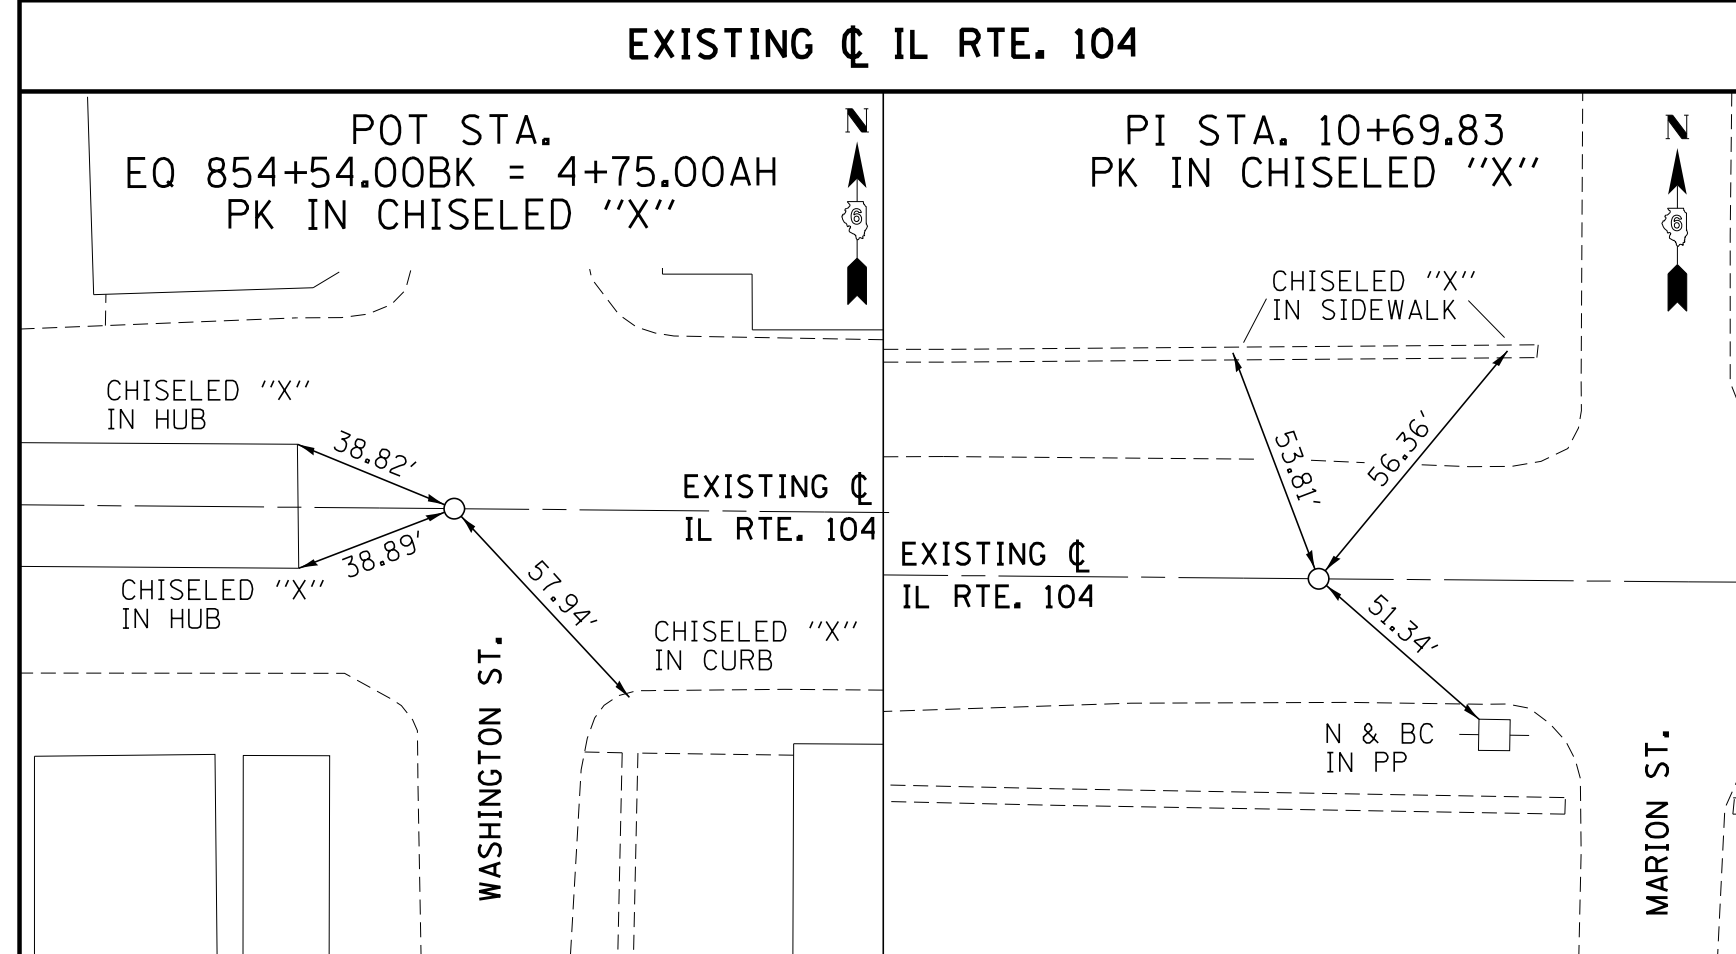 EXISTING ℄ IL RTE. 104
POT STA.
EQ 854+54.00BK = 4+75.00AH
PK IN CHISELED "X"
N
6
CHISELED "X"
IN HUB
38.82'
EXISTING ℄
IL RTE. 104
38.89'
CHISELED "X"
IN HUB
57.94'
CHISELED "X"
IN CURB
WASHINGTON ST.
PI STA. 10+69.83
PK IN CHISELED "X"
N
6
CHISELED "X"
IN SIDEWALK
53.81'
56.36'
EXISTING ℄
IL RTE. 104
51.34'
N & BC
IN PP
MARION ST.